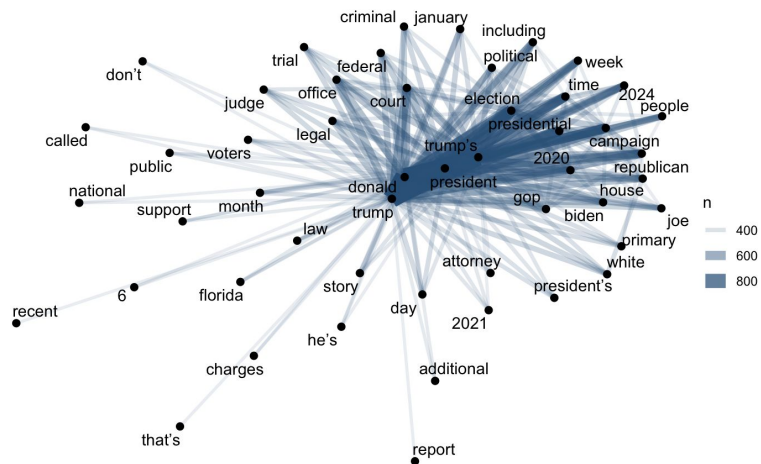 criminal
january
including
trial
federal
political
week
don't
office
court
time
2024
judge
election
people
legal
presidential
called
voters
trump's
2020
campaign
public
republican
donald
president
house
national
support
month
trump
gop
biden
joe
law
primary
attorney
white
6
florida
story
day
president's
recent
2021
he's
charges
additional
that's
report
n
400
600
800